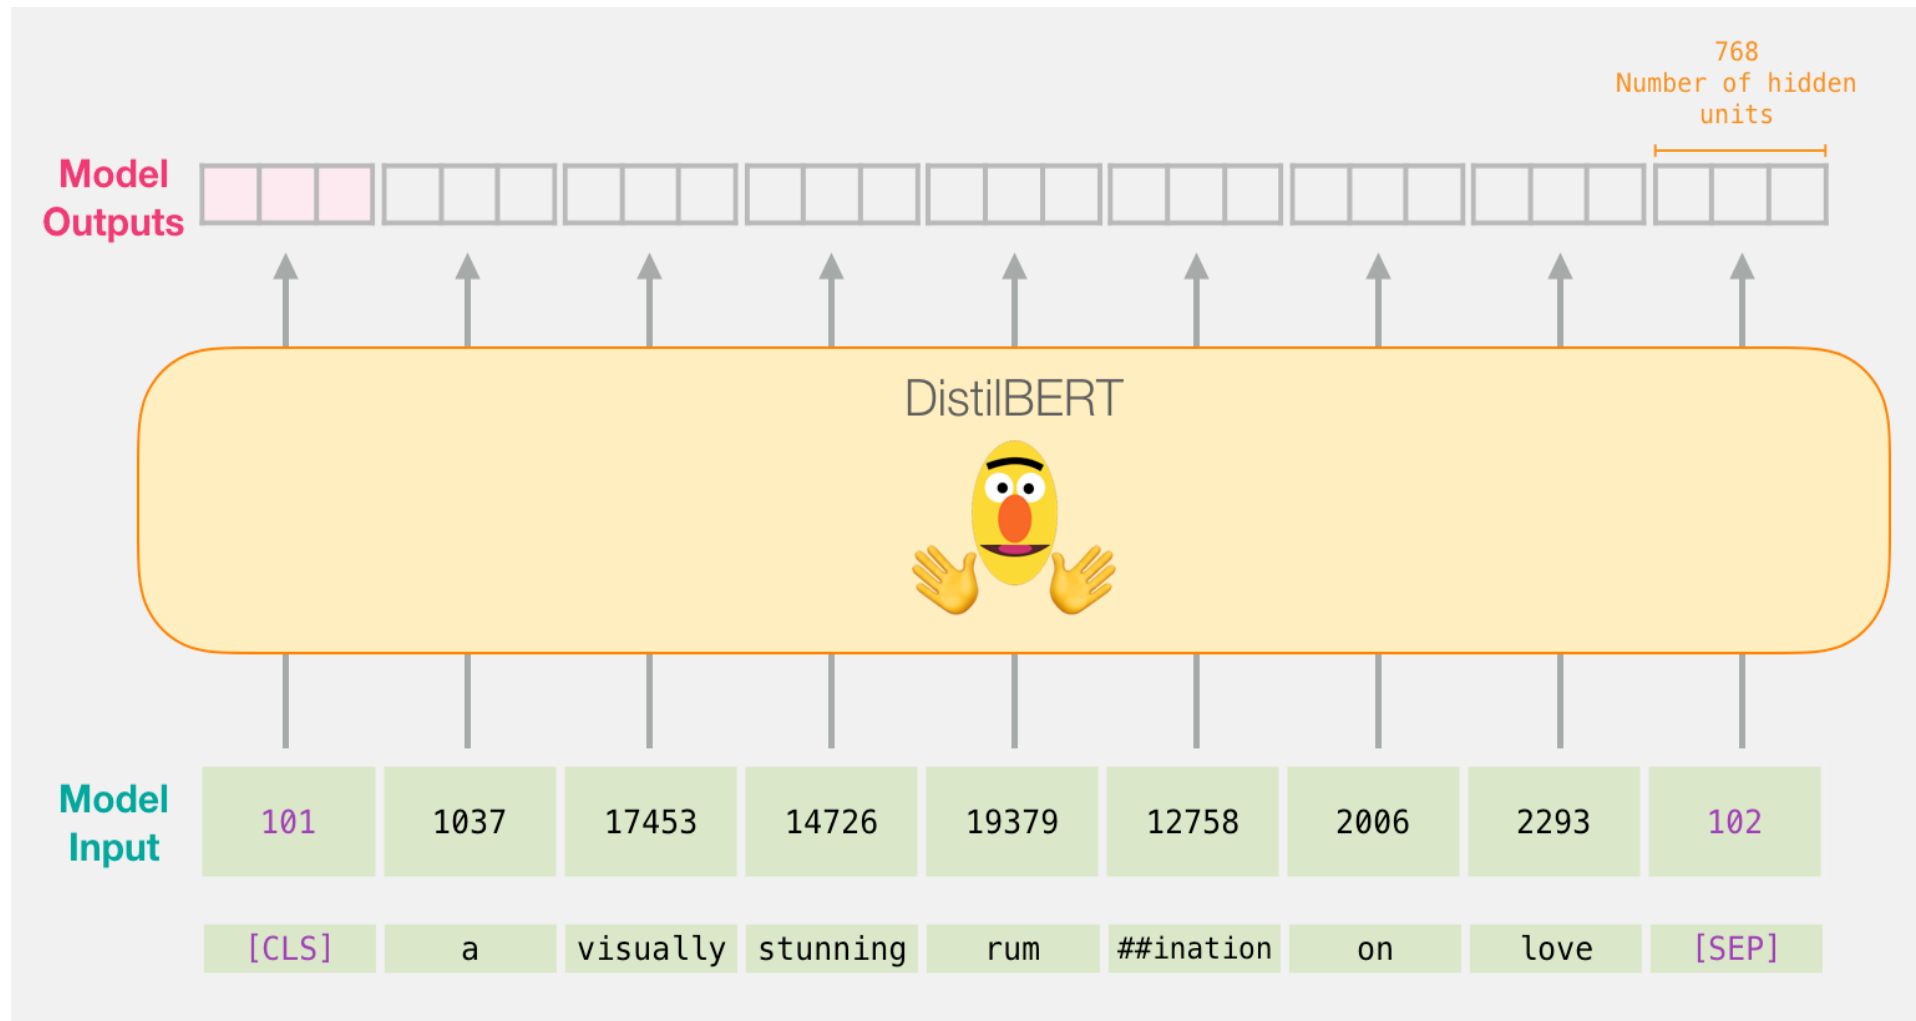 768
Number of hidden
units
Model
Outputs
DistilBERT
Model
Input
101 1037 17453 14726 19379 12758 2006 2293 102
[CLS] a visually stunning rum ##ination on love [SEP]